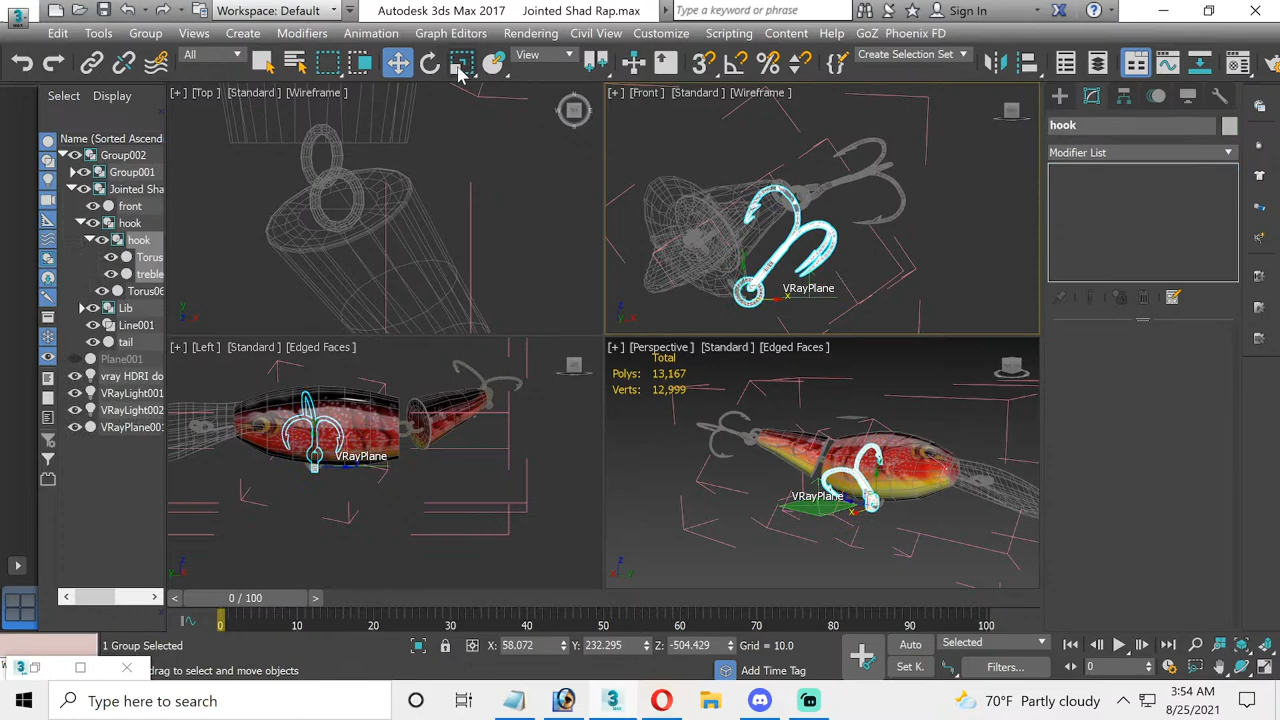 Workspace: Default
Autodesk 3ds Max 2017 Jointed Shad Rap.max
Type a keyword or phrase
Sign In
Edit Tools Group Views Create Modifiers Animation Graph Editors Rendering Civil View Customize Scripting Content Help GoZ Phoenix FD
All
View
Create Selection Set
Select Display
Name (Sorted Ascend
Group002
Group001
Jointed Sha
front
hook
hook
Torus
treble
Torus06
Lib
Line001
tail
Plane001
vray HDRI do
VRayLight001
VRayLight002
VRayPlane00
[+] [Top] [Standard] [Wireframe]
[+] [Front] [Standard] [Wireframe]
VRayPlane
[+] [Left] [Standard] [Edged Faces]
VRayPlane
[+] [Perspective] [Standard] [Edged Faces]
Total
Polys: 13,167
Verts: 12,999
VRayPlane
hook
Modifier List
0 / 100
0 10 20 30 40 50 60 70 80 90 100
1 Group Selected
X: 58.072 Y: 232.295 Z: -504.429 Grid = 10.0
Auto Selected
drag to select and move objects
Add Time Tag
Set K. Filters...
0
Type here to search
70°F Partly cloudy
3:54 AM
8/25/2021